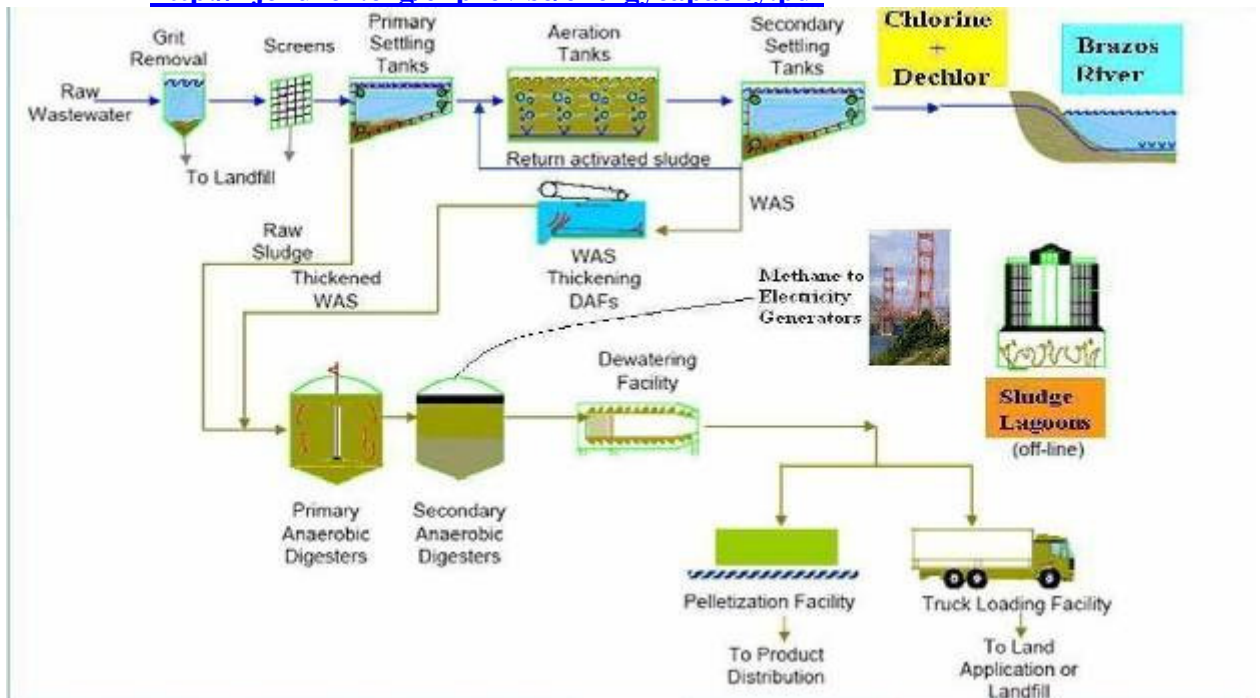 Grit
Removal
Screens
Primary
Settling
Tanks
Aeration
Tanks
Secondary
Settling
Tanks
Chlorine
+
Dechlor
Brazos
River
Raw
Wastewater
To Landfill
Return activated sludge
WAS
Raw
Sludge
Thickened
WAS
WAS
Thickening
DAFs
Methane to
Electricity
Generators
Dewatering
Facility
Sludge
Lagoons
(off-line)
Primary
Anaerobic
Digesters
Secondary
Anaerobic
Digesters
Pelletization Facility
Truck Loading Facility
To Product
Distribution
To Land
Application or
Landfill